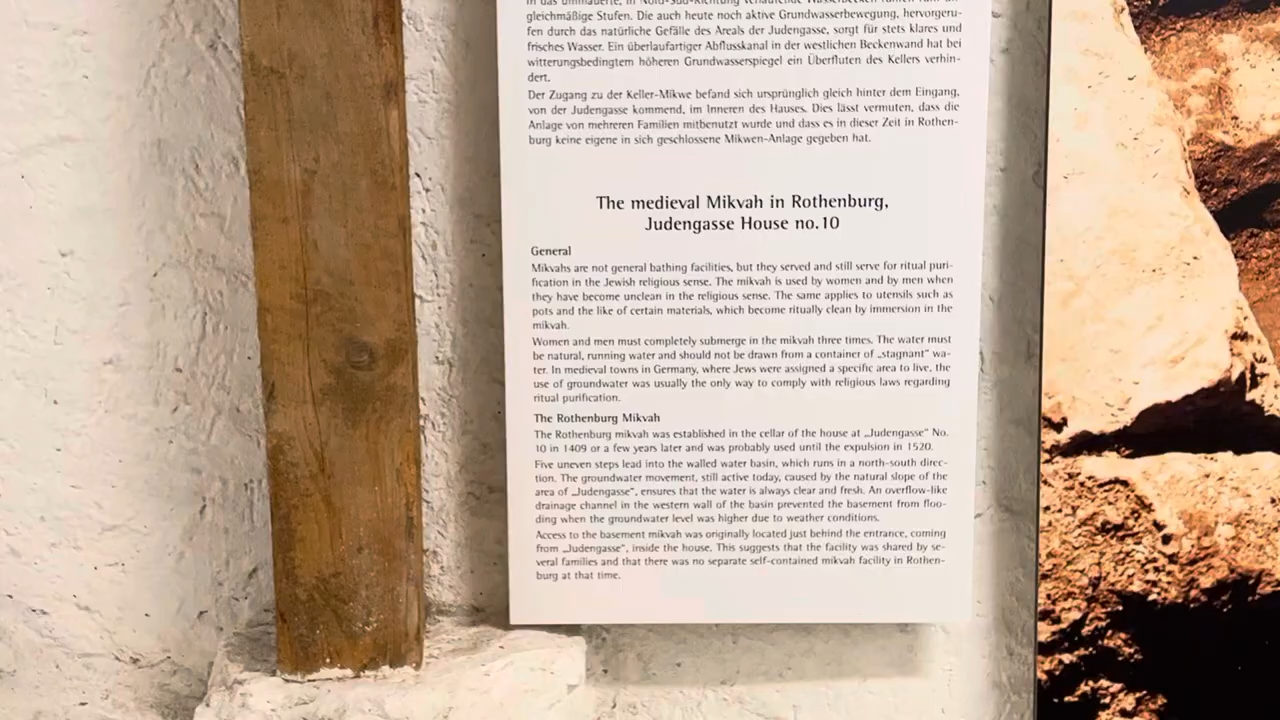 gleichmäßige Stufen. Die auch heute noch aktive Grundwasserbewegung, hervorgeru-
fen durch das natürliche Gefälle des Areals der Judengasse, sorgt für stets klares und
frisches Wasser. Ein überlaufartiger Abflusskanal in der westlichen Beckenwand hat bei
witterungsbedingtem höheren Grundwasserspiegel ein Überfluten des Kellers verhin-
dert.
Der Zugang zu der Keller-Mikwe befand sich ursprünglich gleich hinter dem Eingang,
von der Judengasse kommend, im Inneren des Hauses. Dies lässt vermuten, dass die
Anlage von mehreren Familien mitbenutzt wurde und dass es in dieser Zeit in Rothen-
burg keine eigene in sich geschlossene Mikwen-Anlage gegeben hat.
The medieval Mikvah in Rothenburg,
Judengasse House no.10
General
Mikvahs are not general bathing facilities, but they served and still serve for ritual puri-
fication in the Jewish religious sense. The mikvah is used by women and by men when
they have become unclean in the religious sense. The same applies to utensils such as
pots and the like of certain materials, which become ritually clean by immersion in the
mikvah.
Women and men must completely submerge in the mikvah three times. The water must
be natural, running water and should not be drawn from a container of „stagnant" wa-
ter. In medieval towns in Germany, where Jews were assigned a specific area to live, the
use of groundwater was usually the only way to comply with religious laws regarding
ritual purification.
The Rothenburg Mikvah
The Rothenburg mikvah was established in the cellar of the house at „Judengasse" No.
10 in 1409 or a few years later and was probably used until the expulsion in 1520.
Five uneven steps lead into the walled water basin, which runs in a north-south direc-
tion. The groundwater movement, still active today, caused by the natural slope of the
area of „Judengasse", ensures that the water is always clear and fresh. An overflow-like
drainage channel in the western wall of the basin prevented the basement from floo-
ding when the groundwater level was higher due to weather conditions.
Access to the basement mikvah was originally located just behind the entrance, coming
from „Judengasse", inside the house. This suggests that the facility was shared by se-
veral families and that there was no separate self-contained mikvah facility in Rothen-
burg at that time.